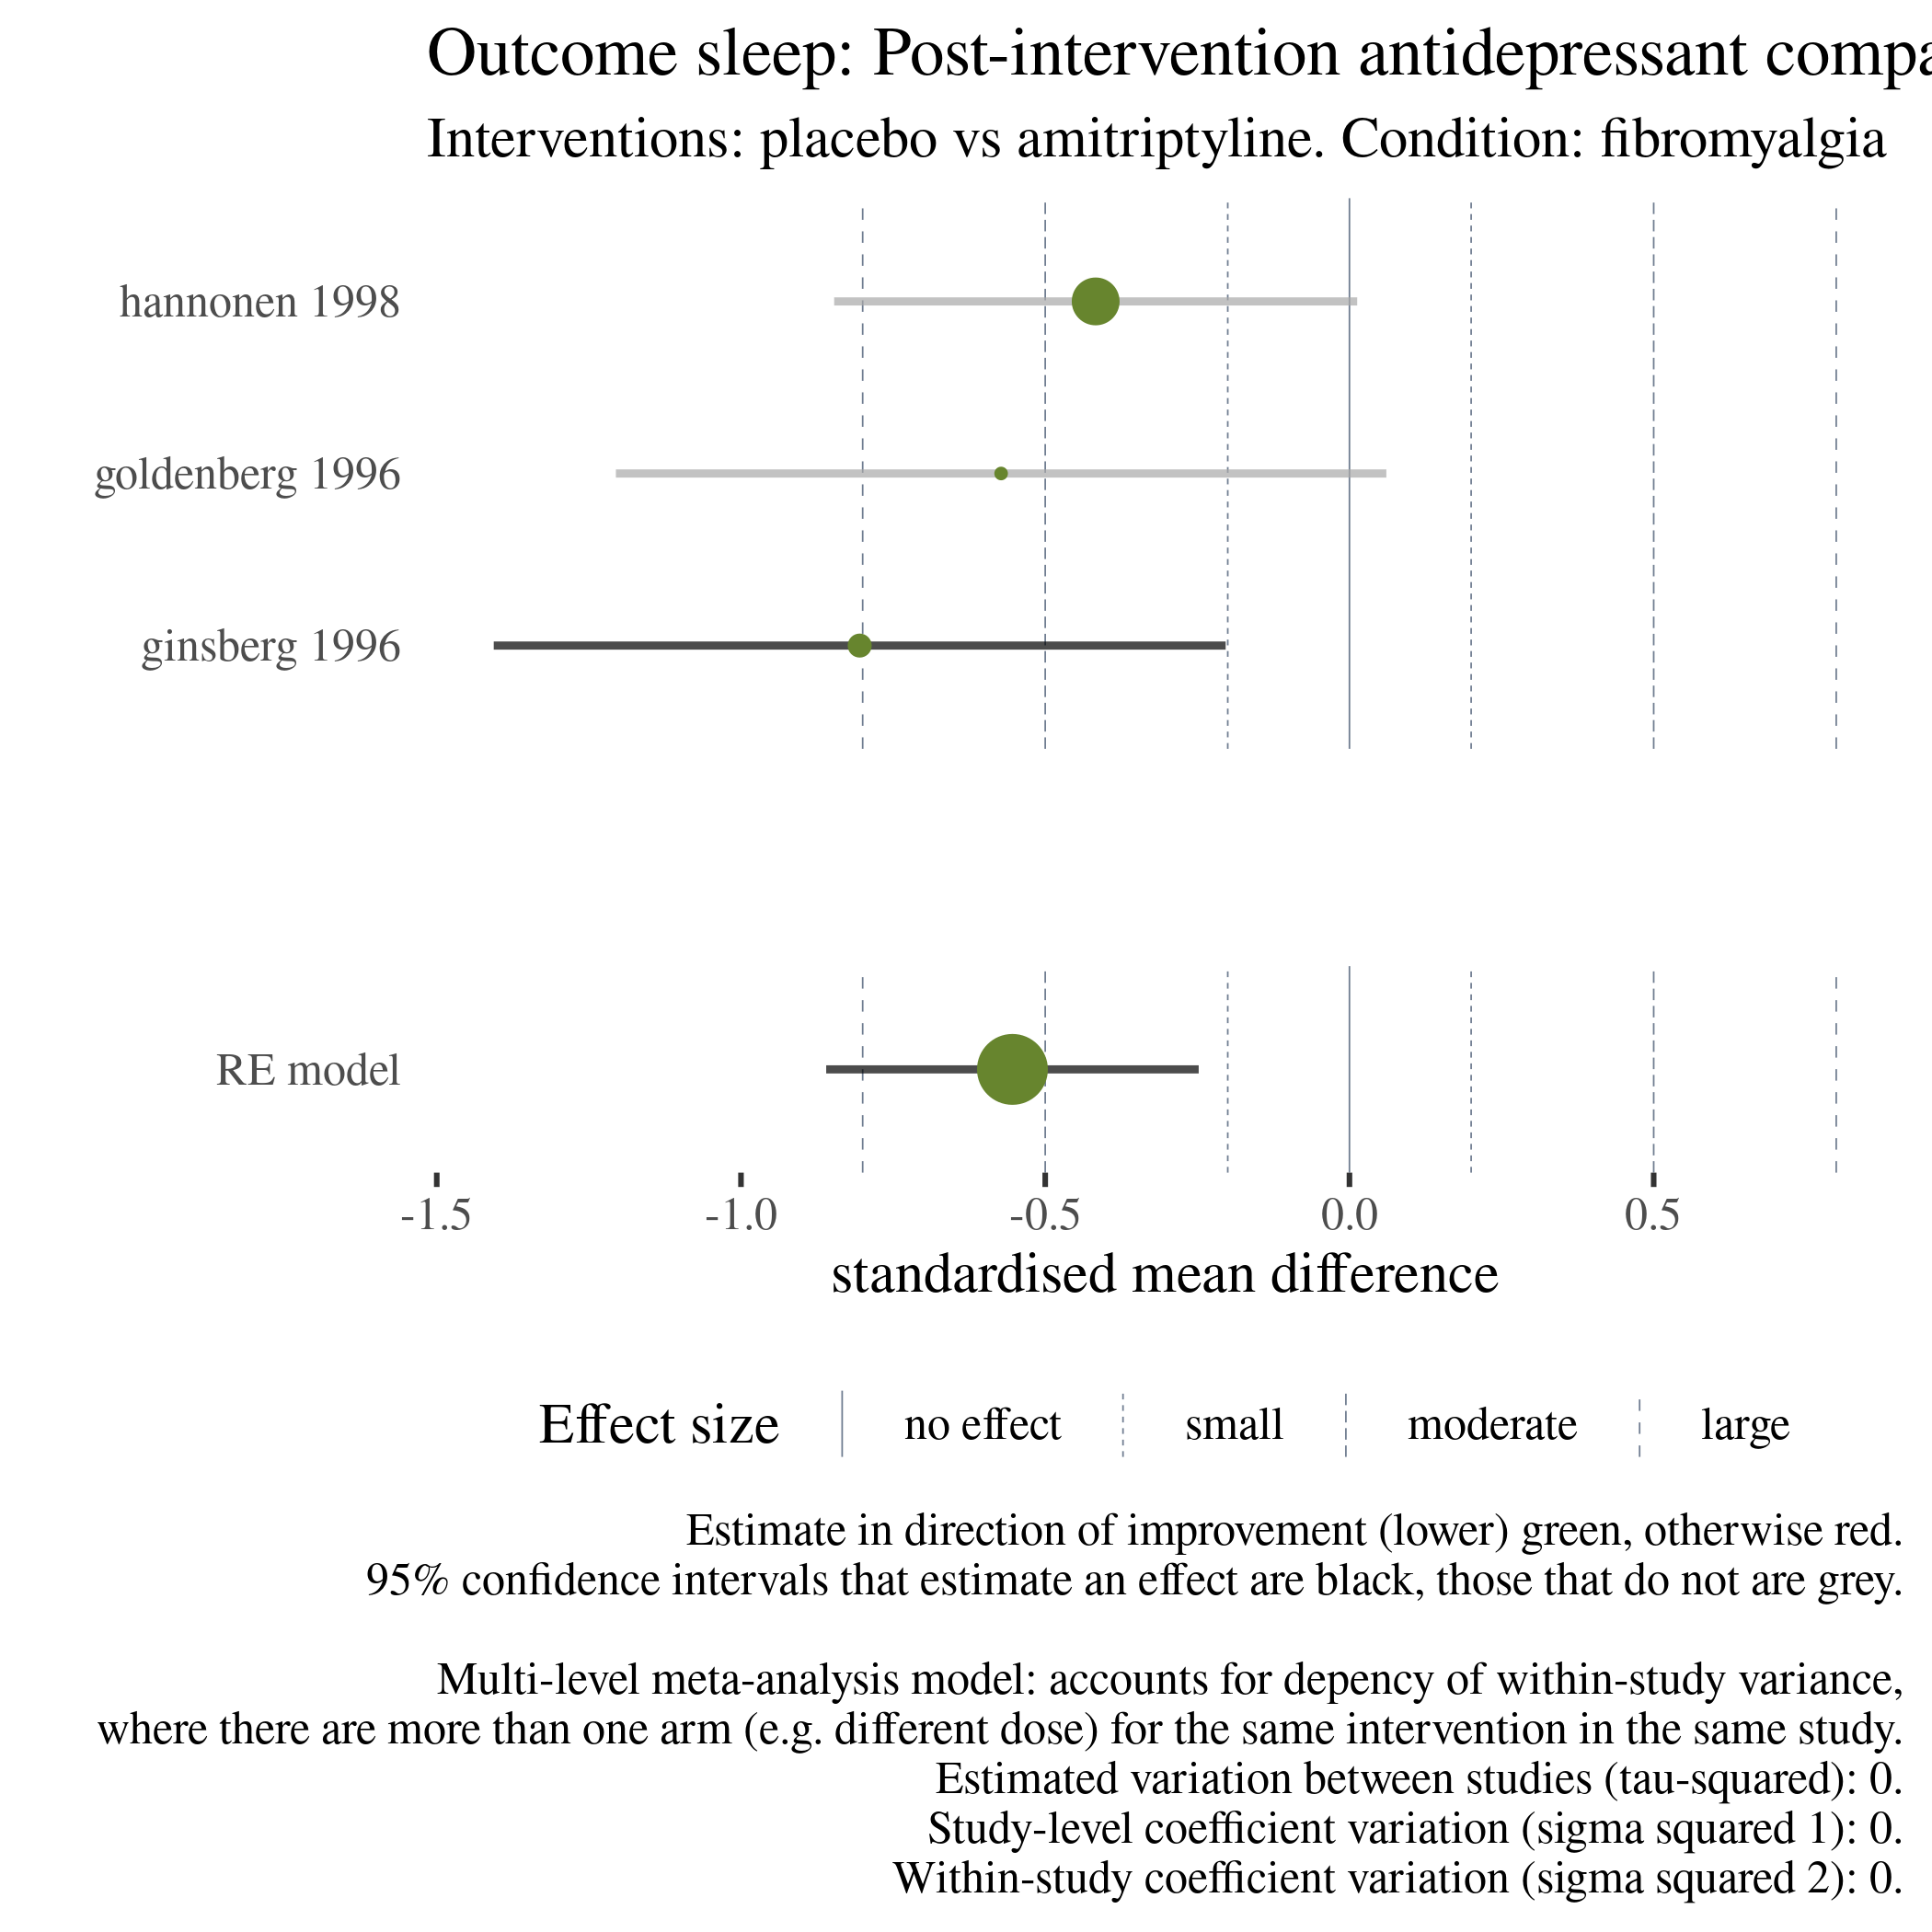 Outcome sleep: Post-intervention antidepressant compa
Interventions: placebo vs amitriptyline. Condition: fibromyalgia
hannonen 1998
goldenberg 1996
ginsberg 1996
RE model
-1.5 -1.0 -0.5 0.0 0.5
standardised mean difference
Effect size no effect small moderate large
Estimate in direction of improvement (lower) green, otherwise red.
95% confidence intervals that estimate an effect are black, those that do not are grey.
Multi-level meta-analysis model: accounts for depency of within-study variance,
where there are more than one arm (e.g. different dose) for the same intervention in the same study.
Estimated variation between studies (tau-squared): 0.
Study-level coefficient variation (sigma squared 1): 0.
Within-study coefficient variation (sigma squared 2): 0.